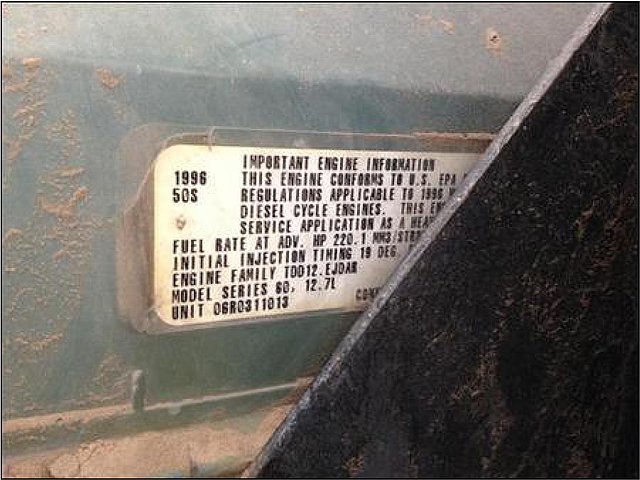 IMPORTANT ENGINE INFORMATION
1996 THIS ENGINE CONFORMS TO U.S. EPA
50S REGULATIONS APPLICABLE TO 1996
DIESEL CYCLE ENGINES. THIS
SERVICE APPLICATION AS A
FUEL RATE AT ADV. HP 220.1 MM3/
INITIAL INJECTION TIMING 19 DEG
ENGINE FAMILY TDD12.EJDAR
MODEL SERIES 60, 12.7L
UNIT 06R0311013